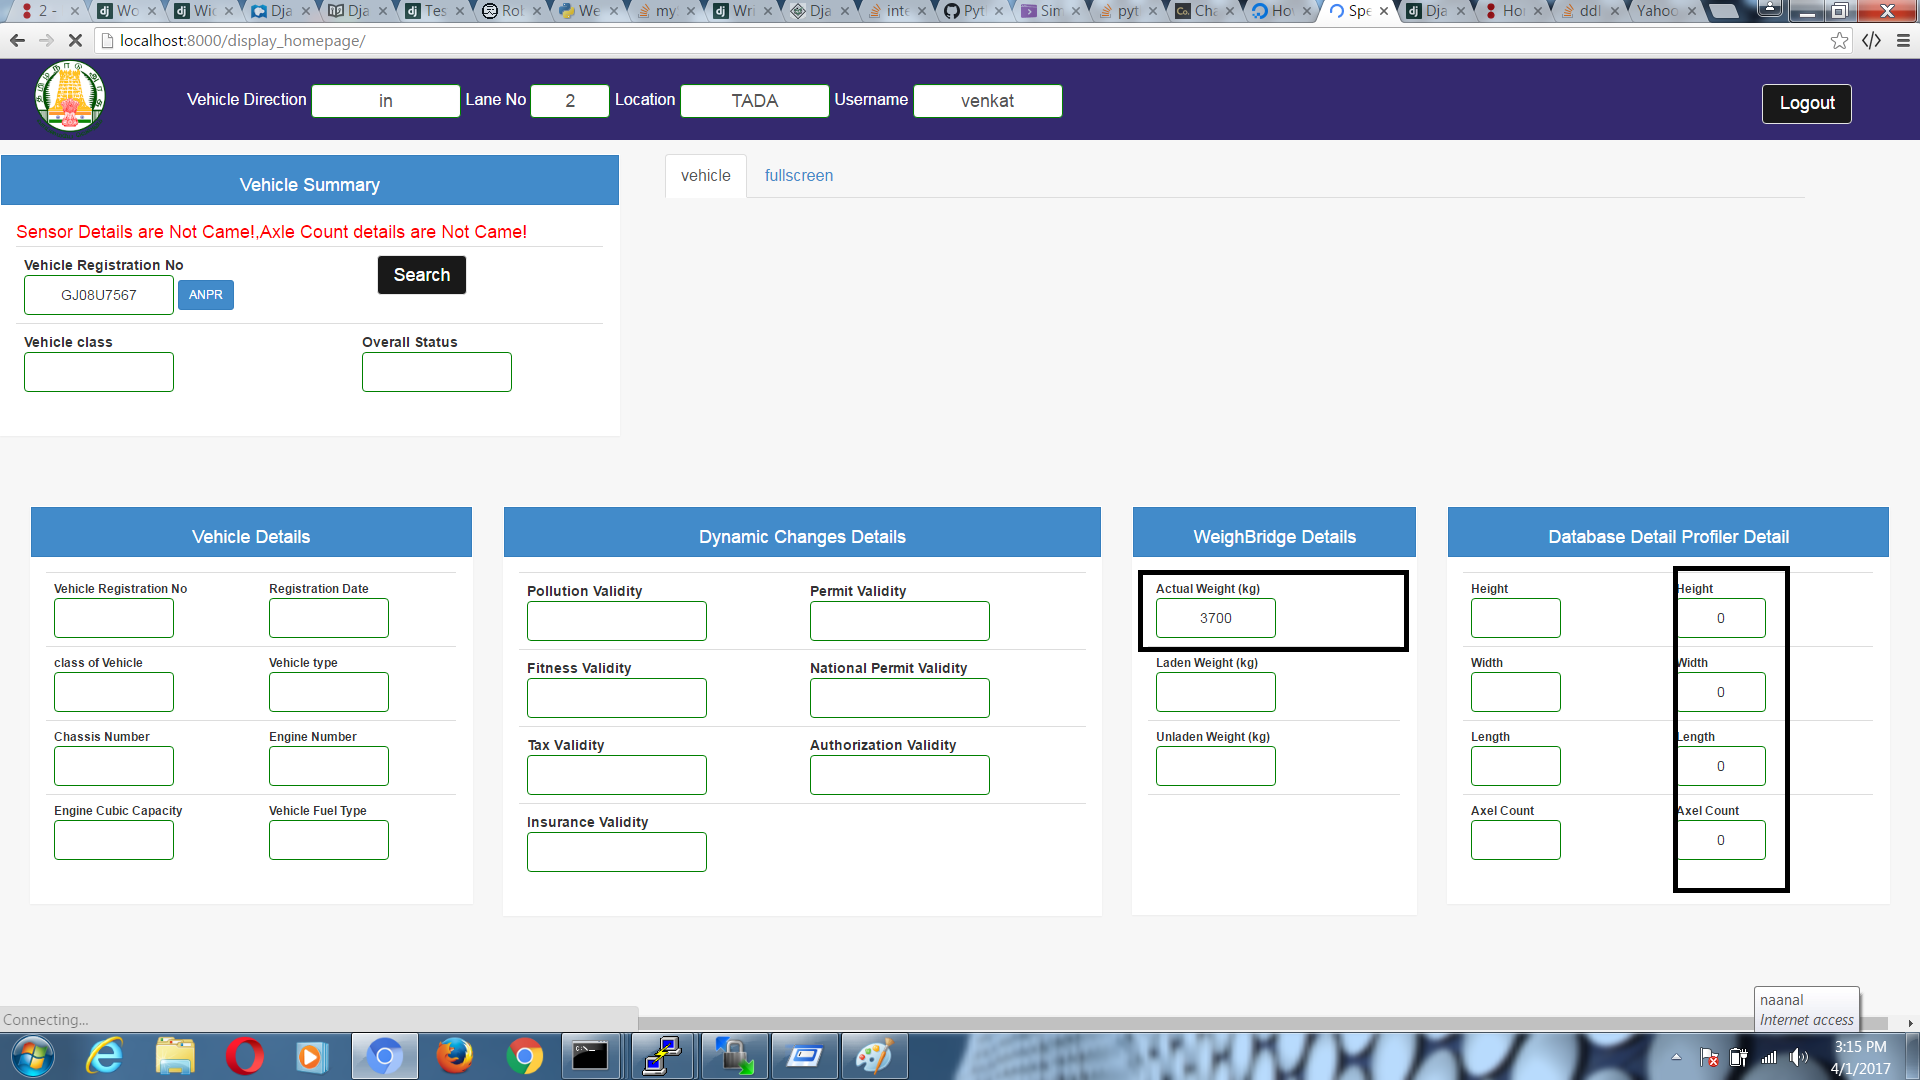 2 -
Wo
Wic
Dja
Dja
Tes
Rol
We
my
Wri
Dja
inte
Pyt
Sim
pyt
Cha
Ho
Spe
Dja
Ho
ddl
Yahoo
localhost:8000/display_homepage/
Vehicle Direction in Lane No 2 Location TADA Username venkat
Logout
Vehicle Summary
vehicle fullscreen
Sensor Details are Not Came!,Axle Count details are Not Came!
Vehicle Registration No
Search
GJ08U7567 ANPR
Vehicle class Overall Status
Vehicle Details
Vehicle Registration No Registration Date
class of Vehicle Vehicle type
Chassis Number Engine Number
Engine Cubic Capacity Vehicle Fuel Type
Dynamic Changes Details
Pollution Validity Permit Validity
Fitness Validity National Permit Validity
Tax Validity Authorization Validity
Insurance Validity
WeighBridge Details
Actual Weight (kg)
3700
Laden Weight (kg)
Unladen Weight (kg)
Database Detail Profiler Detail
Height Height
0
Width Width
0
Length Length
0
Axel Count Axel Count
0
Connecting...
naanal
Internet access
3:15 PM
4/1/2017